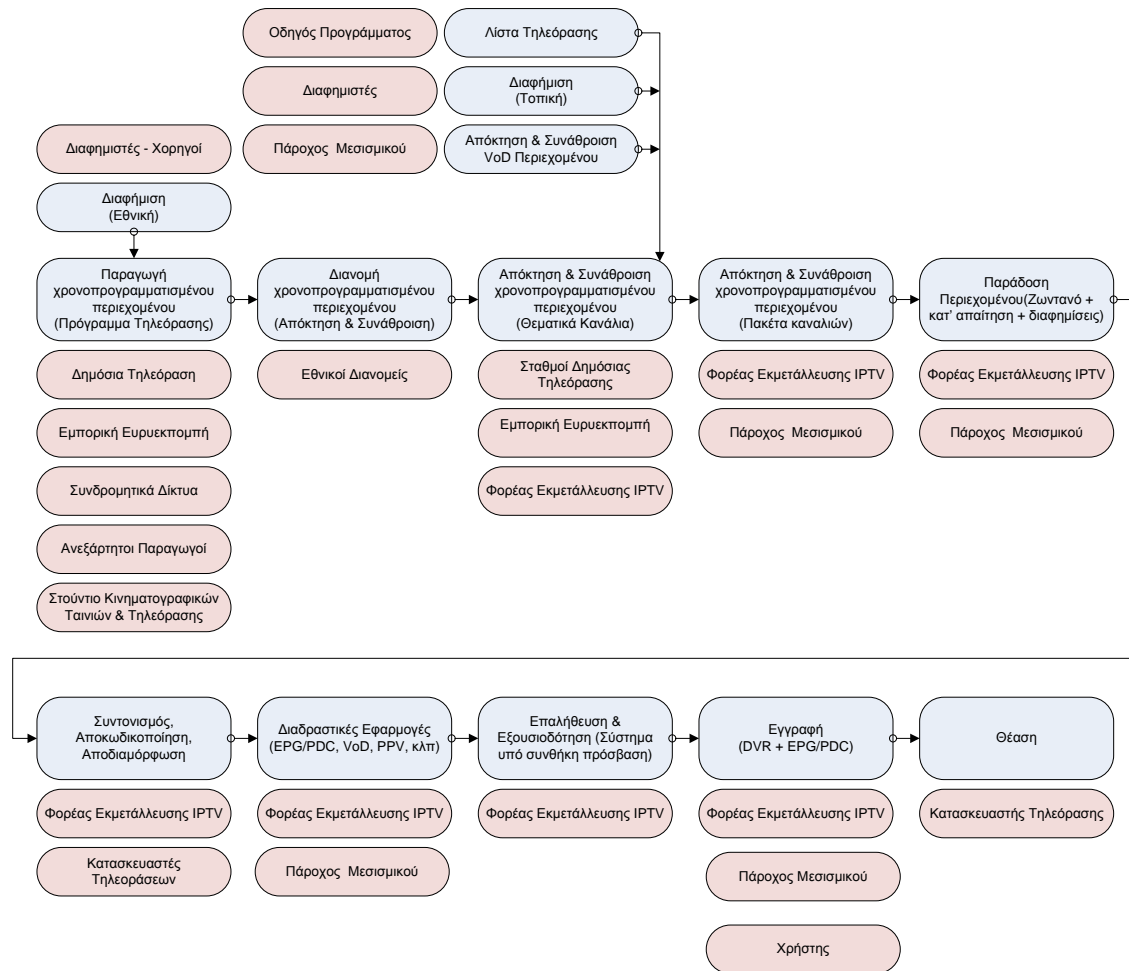 Οδηγός Προγράμματος
Λίστα Τηλεόρασης
Διαφημιστές
Διαφήμιση
(Τοπική)
Διαφημιστές - Χορηγοί
Πάροχος Μεσισμικού
Απόκτηση & Συνάθροιση
VoD Περιεχομένου
Διαφήμιση
(Εθνική)
Παραγωγή
χρονοπρογραμματισμένου
περιεχομένου
(Πρόγραμμα Τηλεόρασης)
Διανομή
χρονοπρογραμματισμένου
περιεχομένου
(Απόκτηση & Συνάθροιση)
Απόκτηση & Συνάθροιση
χρονοπρογραμματισμένου
περιεχομένου
(Θεματικά Κανάλια)
Απόκτηση & Συνάθροιση
χρονοπρογραμματισμένου
περιεχομένου
(Πακέτα καναλιών)
Παράδοση
Περιεχομένου(Ζωντανό +
κατ' απαίτηση + διαφημίσεις)
Δημόσια Τηλεόραση
Εθνικοί Διανομείς
Σταθμοί Δημόσιας
Τηλεόρασης
Φορέας Εκμετάλλευσης IPTV
Φορέας Εκμετάλλευσης IPTV
Εμπορική Ευρυεκπομπή
Εμπορική Ευρυεκπομπή
Πάροχος Μεσισμικού
Πάροχος Μεσισμικού
Συνδρομητικά Δίκτυα
Φορέας Εκμετάλλευσης IPTV
Ανεξάρτητοι Παραγωγοί
Στούντιο Κινηματογραφικών
Ταινιών & Τηλεόρασης
Συντονισμός,
Αποκωδικοποίηση,
Αποδιαμόρφωση
Διαδραστικές Εφαρμογές
(EPG/PDC, VoD, PPV, κλπ)
Επαλήθευση &
Εξουσιοδότηση (Σύστημα
υπό συνθήκη πρόσβαση)
Εγγραφή
(DVR + EPG/PDC)
Θέαση
Φορέας Εκμετάλλευσης IPTV
Φορέας Εκμετάλλευσης IPTV
Φορέας Εκμετάλλευσης IPTV
Φορέας Εκμετάλλευσης IPTV
Κατασκευαστής Τηλεόρασης
Κατασκευαστές
Τηλεοράσεων
Πάροχος Μεσισμικού
Πάροχος Μεσισμικού
Χρήστης